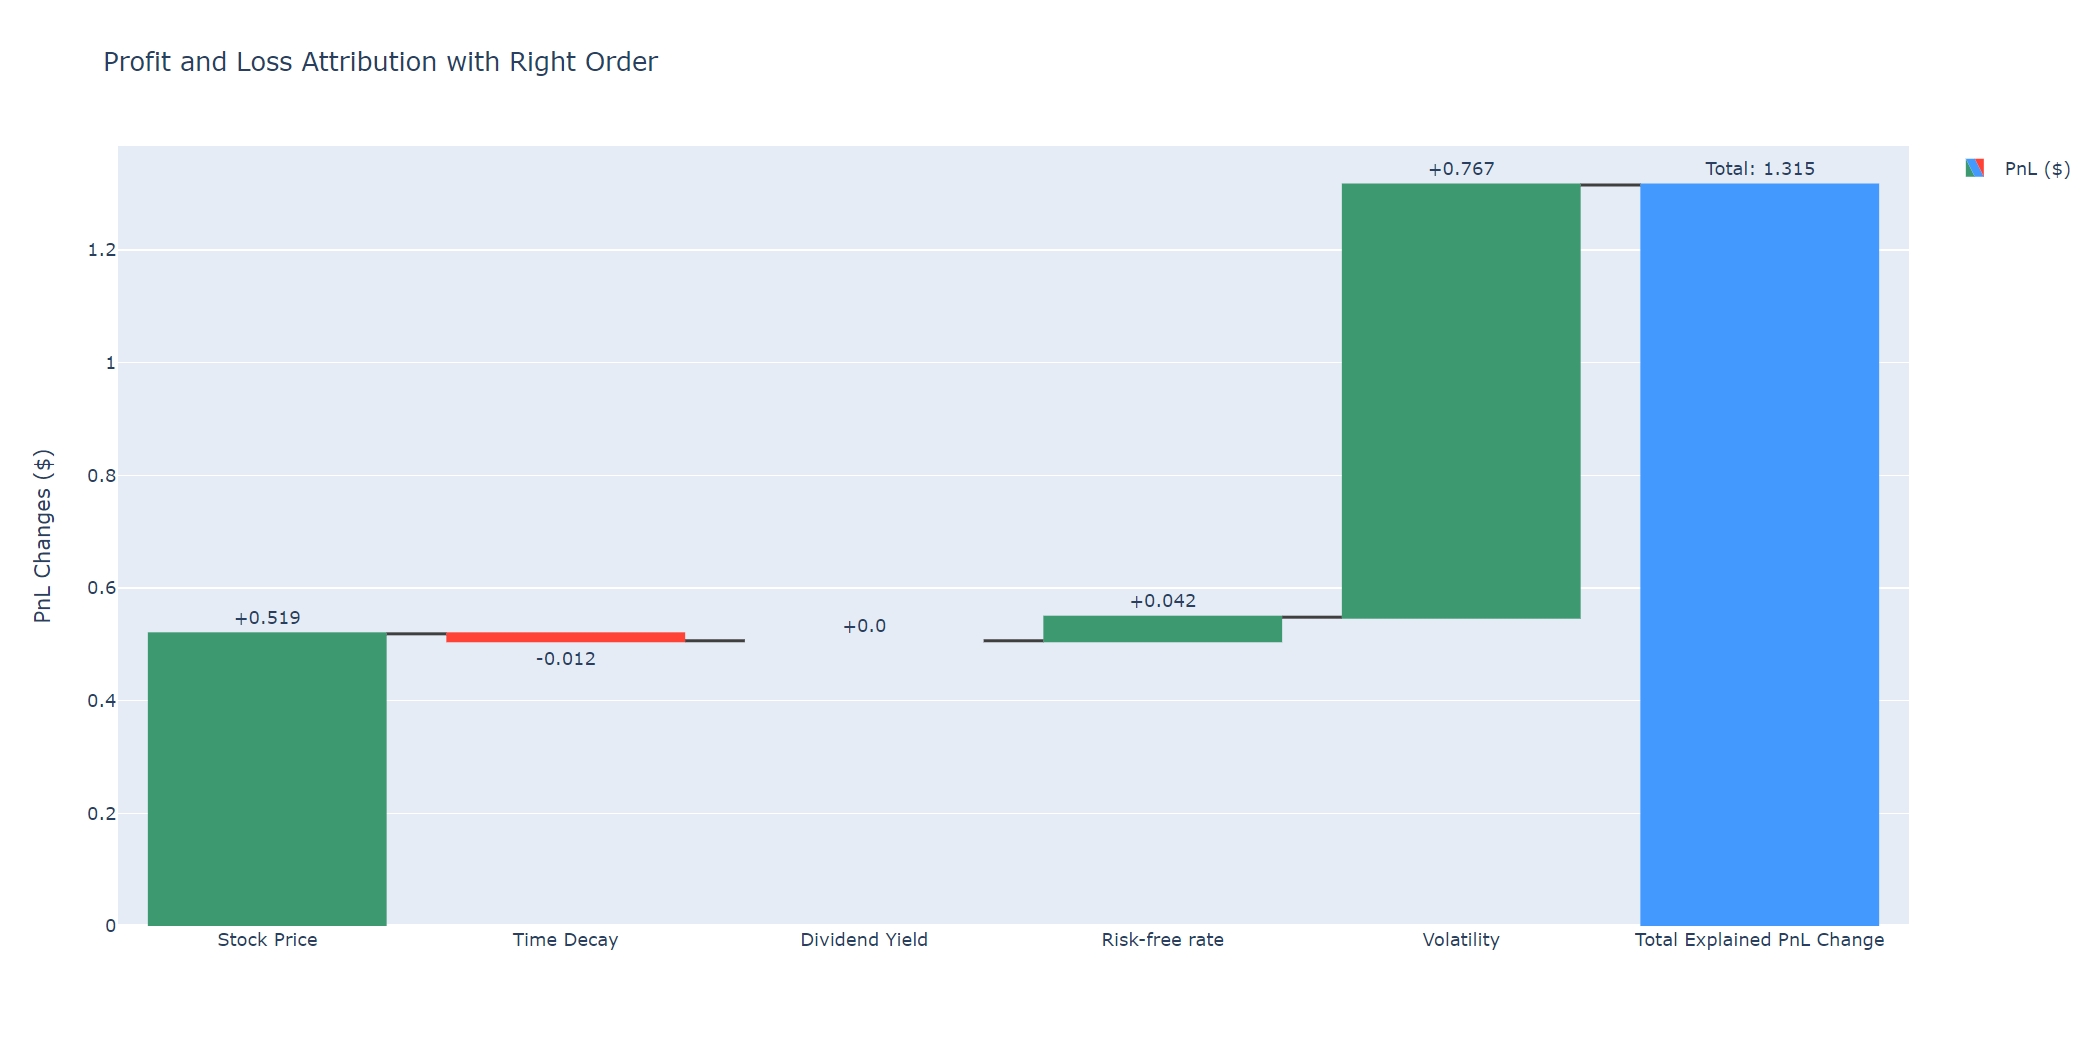 Profit and Loss Attribution with Right Order
PnL ($)
PnL Changes ($)
1.2
1
0.8
0.6
0.4
0.2
0
+0.519
-0.012
+0.0
+0.042
+0.767
Total: 1.315
Stock Price
Time Decay
Dividend Yield
Risk-free rate
Volatility
Total Explained PnL Change